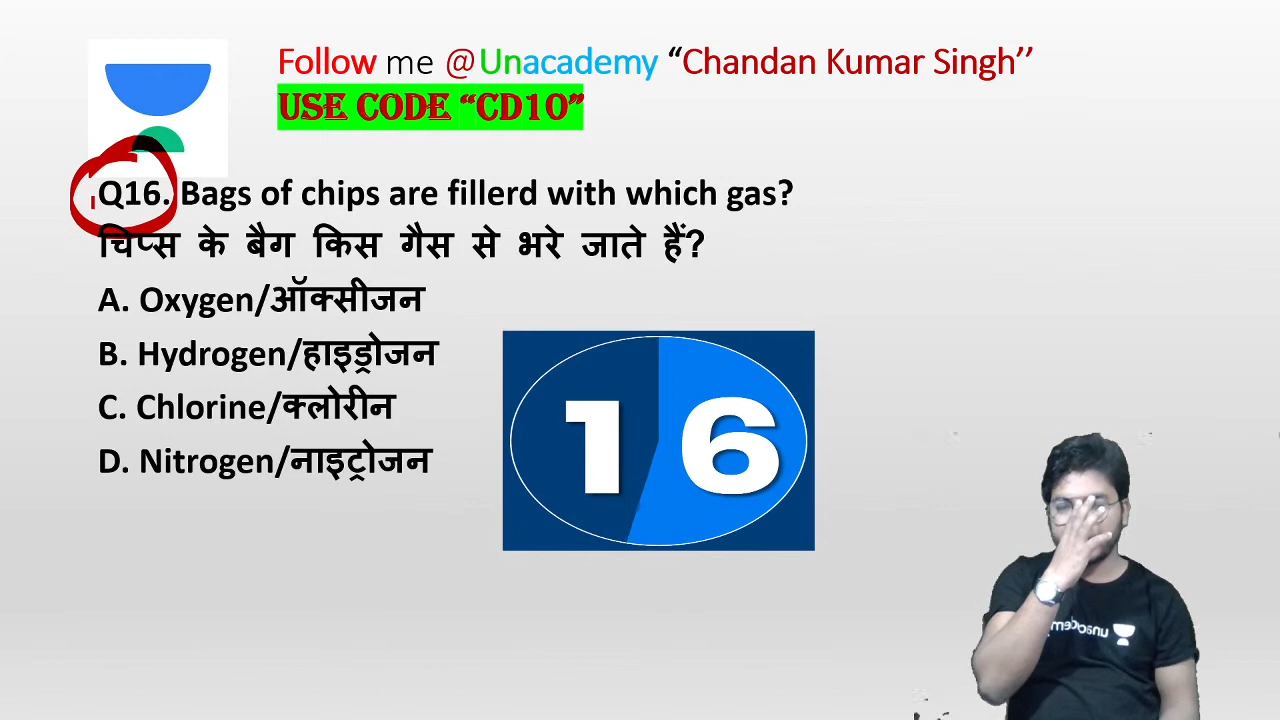 Follow me @Unacademy “Chandan Kumar Singh’’
USE CODE “CD10”
Q16. Bags of chips are fillerd with which gas?
चिप्स के बैग किस गैस से भरे जाते हैं?
A. Oxygen/ऑक्सीजन
B. Hydrogen/हाइड्रोजन
C. Chlorine/क्लोरीन
D. Nitrogen/नाइट्रोजन
16
unacademy